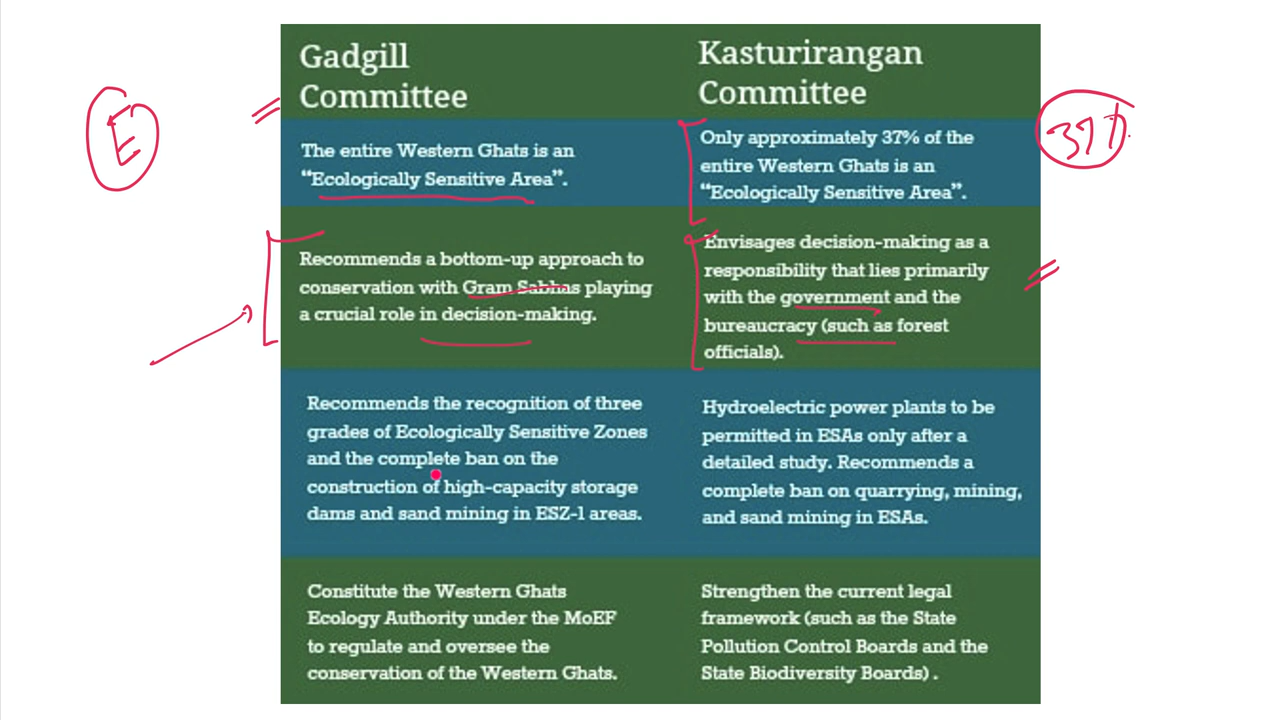 Gadgill
Committee
Kasturirangan
Committee
E
The entire Western Ghats is an
“Ecologically Sensitive Area”.
Only approximately 37% of the
entire Western Ghats is an
“Ecologically Sensitive Area”.
37%
Recommends a bottom-up approach to
conservation with Gram Sabhas playing
a crucial role in decision-making.
Envisages decision-making as a
responsibility that lies primarily
with the government and the
bureaucracy (such as forest
officials).
Recommends the recognition of three
grades of Ecologically Sensitive Zones
and the complete ban on the
construction of high-capacity storage
dams and sand mining in ESZ-1 areas.
Hydroelectric power plants to be
permitted in ESAs only after a
detailed study. Recommends a
complete ban on quarrying, mining,
and sand mining in ESAs.
Constitute the Western Ghats
Ecology Authority under the MoEF
to regulate and oversee the
conservation of the Western Ghats.
Strengthen the current legal
framework (such as the State
Pollution Control Boards and the
State Biodiversity Boards) .